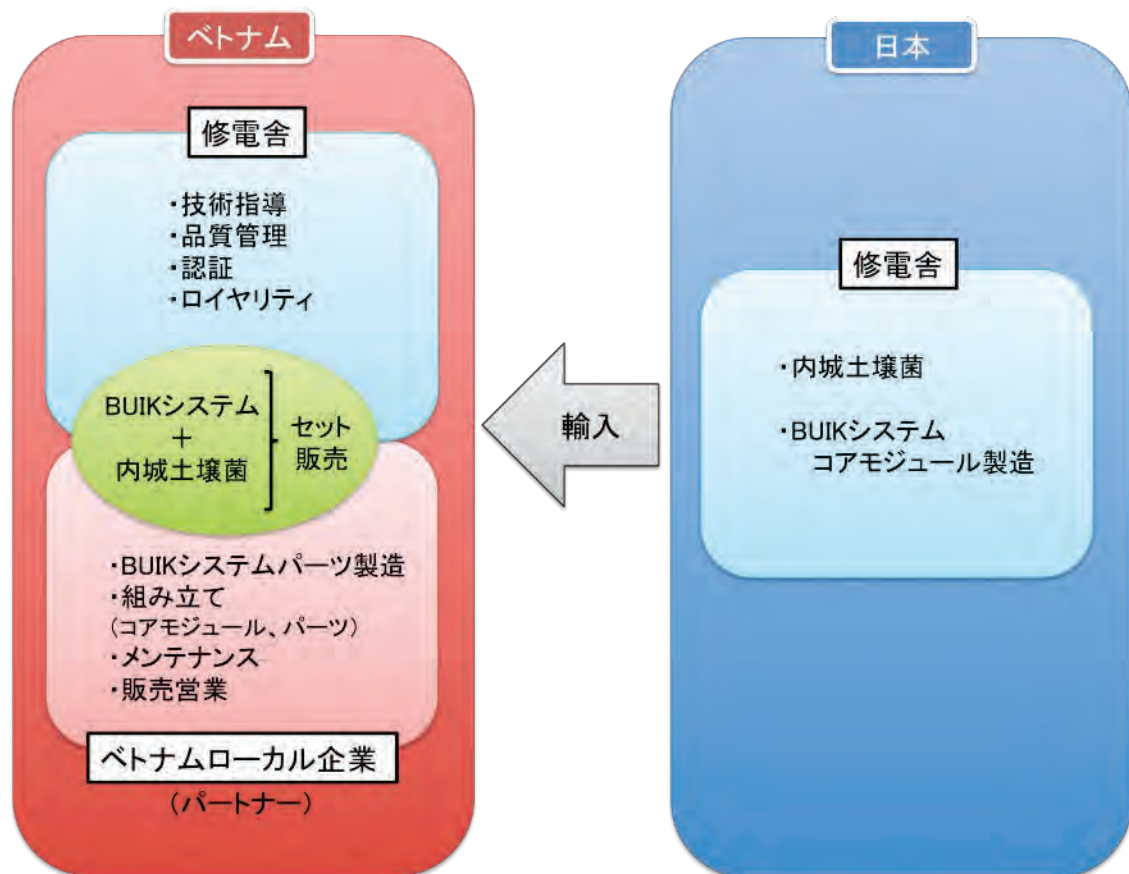 ベトナム
修電舎
・技術指導
・品質管理
・認証
・ロイヤリティ
BUIKシステム
+
内城土壌菌
セット
販売
・BUIKシステムパーツ製造
・組み立て
(コアモジュール、パーツ)
・メンテナンス
・販売営業
ベトナムローカル企業
(パートナー)
輸入
日本
修電舎
・内城土壌菌
・BUIKシステム
コアモジュール製造